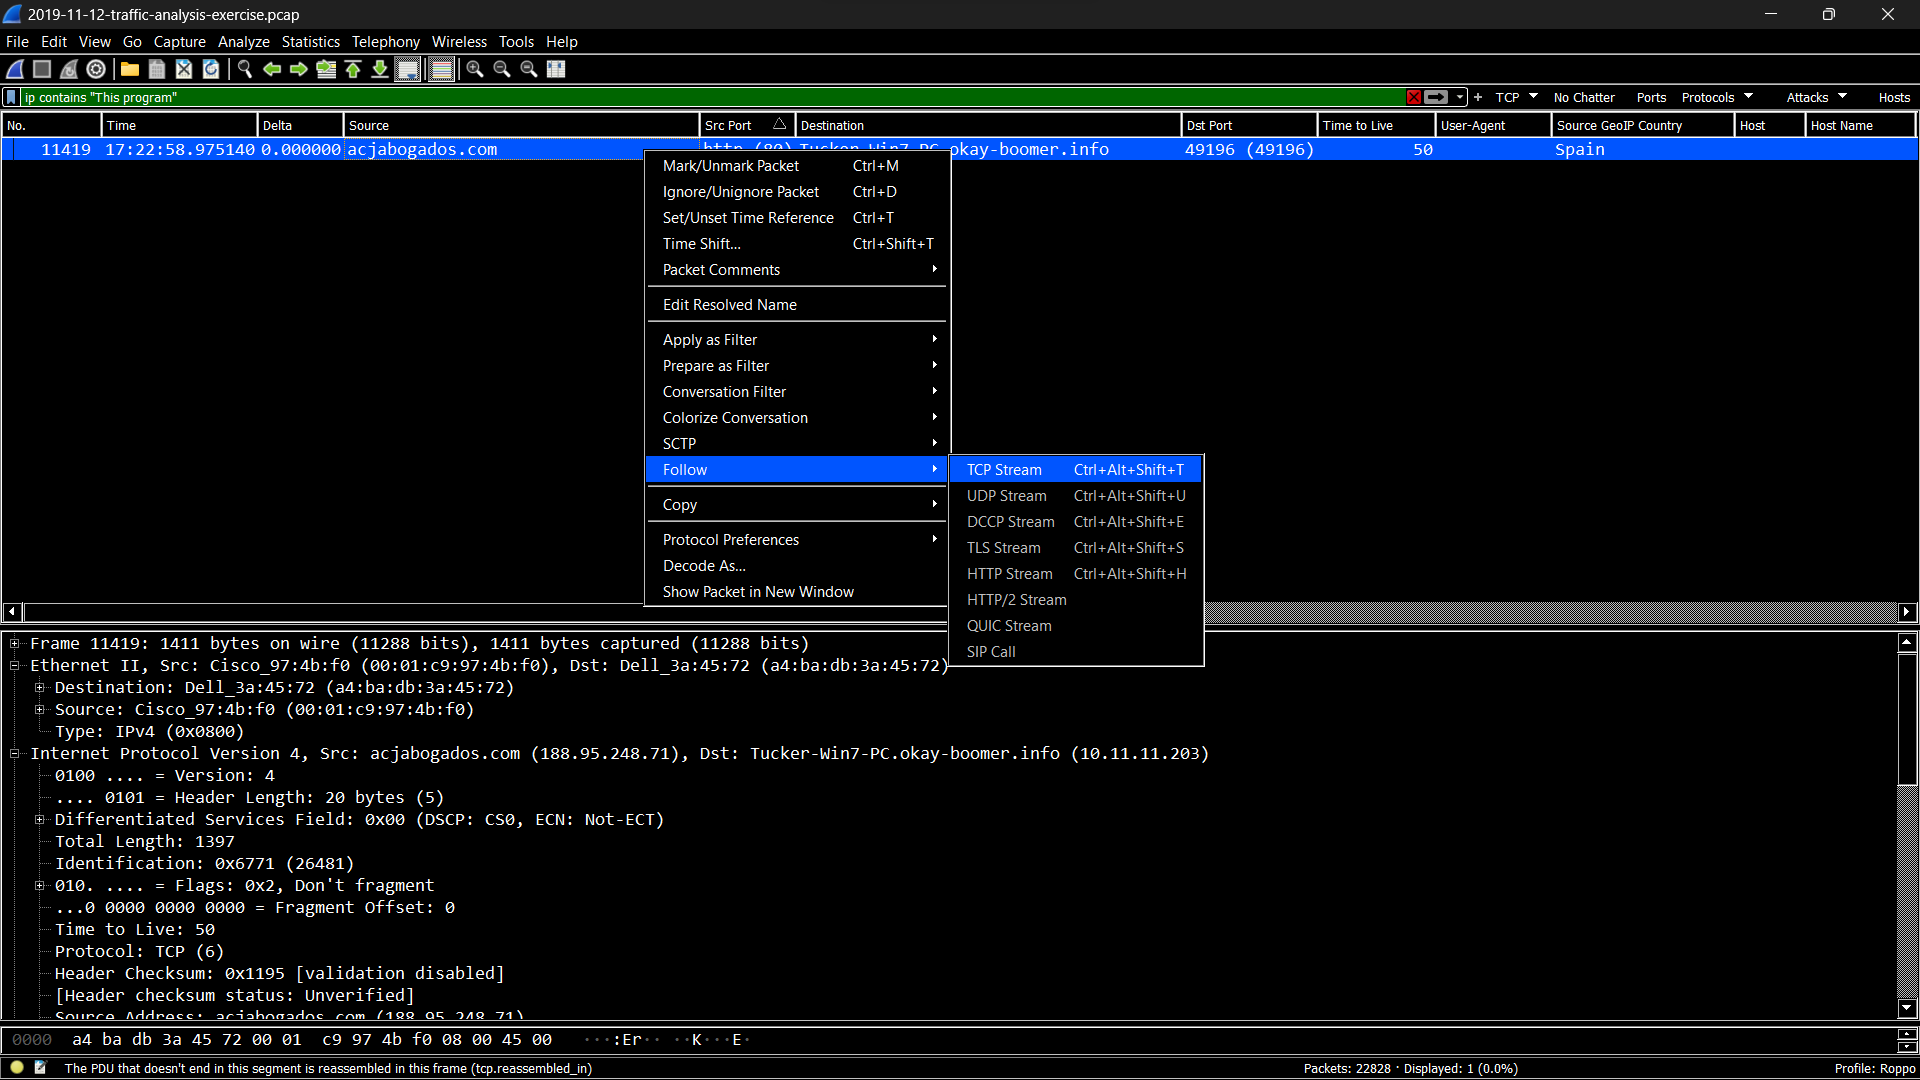 2019-11-12-traffic-analysis-exercise.pcap
File Edit View Go Capture Analyze Statistics Telephony Wireless Tools Help
ip contains "This program"
+ TCP No Chatter Ports Protocols Attacks Hosts
No. Time Delta Source Src Port Destination Dst Port Time to Live User-Agent Source GeoIP Country Host Host Name
11419 17:22:58.975140 0.000000 acjabogados.com http (80) Tucker-Win7-PC.okay-boomer.info 49196 (49196) 50 Spain
Mark/Unmark Packet Ctrl+M
Ignore/Unignore Packet Ctrl+D
Set/Unset Time Reference Ctrl+T
Time Shift... Ctrl+Shift+T
Packet Comments
Edit Resolved Name
Apply as Filter
Prepare as Filter
Conversation Filter
Colorize Conversation
SCTP
Follow
Copy
Protocol Preferences
Decode As...
Show Packet in New Window
TCP Stream Ctrl+Alt+Shift+T
UDP Stream Ctrl+Alt+Shift+U
DCCP Stream Ctrl+Alt+Shift+E
TLS Stream Ctrl+Alt+Shift+S
HTTP Stream Ctrl+Alt+Shift+H
HTTP/2 Stream
QUIC Stream
SIP Call
Frame 11419: 1411 bytes on wire (11288 bits), 1411 bytes captured (11288 bits)
Ethernet II, Src: Cisco_97:4b:f0 (00:01:c9:97:4b:f0), Dst: Dell_3a:45:72 (a4:ba:db:3a:45:72)
Destination: Dell_3a:45:72 (a4:ba:db:3a:45:72)
Source: Cisco_97:4b:f0 (00:01:c9:97:4b:f0)
Type: IPv4 (0x0800)
Internet Protocol Version 4, Src: acjabogados.com (188.95.248.71), Dst: Tucker-Win7-PC.okay-boomer.info (10.11.11.203)
0100 .... = Version: 4
.... 0101 = Header Length: 20 bytes (5)
Differentiated Services Field: 0x00 (DSCP: CS0, ECN: Not-ECT)
Total Length: 1397
Identification: 0x6771 (26481)
010. .... = Flags: 0x2, Don't fragment
...0 0000 0000 0000 = Fragment Offset: 0
Time to Live: 50
Protocol: TCP (6)
Header Checksum: 0x1195 [validation disabled]
[Header checksum status: Unverified]
Source Address: acjabogados.com (188.95.248.71)
0000 a4 ba db 3a 45 72 00 01 c9 97 4b f0 08 00 45 00 ···:Er·· ··K···E·
The PDU that doesn't end in this segment is reassembled in this frame (tcp.reassembled_in)
Packets: 22828 · Displayed: 1 (0.0%)
Profile: Roppo